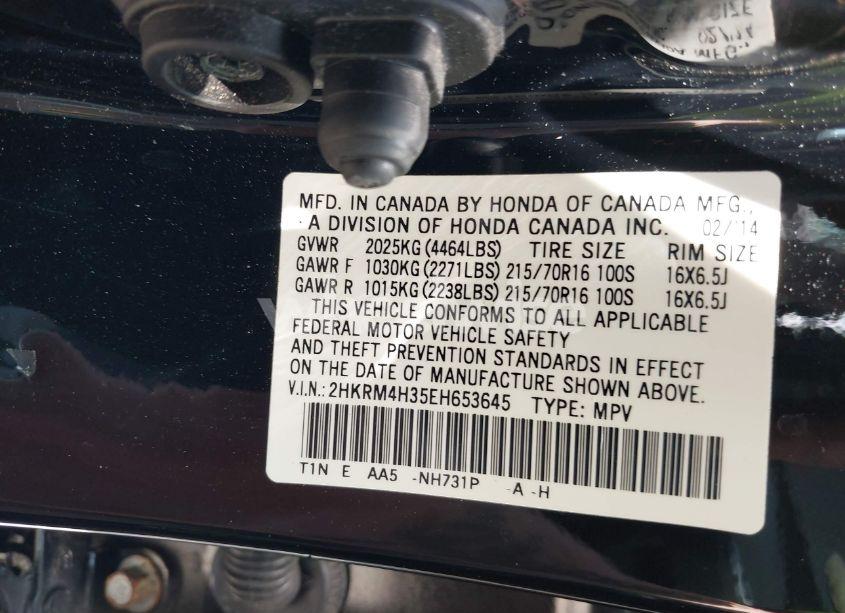 MFD. IN CANADA BY HONDA OF CANADA MFG.,
A DIVISION OF HONDA CANADA INC. 02/'14
GVWR 2025KG (4464LBS) TIRE SIZE RIM SIZE
GAWR F 1030KG (2271LBS) 215/70R16 100S 16X6.5J
GAWR R 1015KG (2238LBS) 215/70R16 100S 16X6.5J
THIS VEHICLE CONFORMS TO ALL APPLICABLE
FEDERAL MOTOR VEHICLE SAFETY
AND THEFT PREVENTION STANDARDS IN EFFECT
ON THE DATE OF MANUFACTURE SHOWN ABOVE.
V.I.N.: 2HKRM4H35EH653645 TYPE: MPV
T1N E AA5 -NH731P -A -H